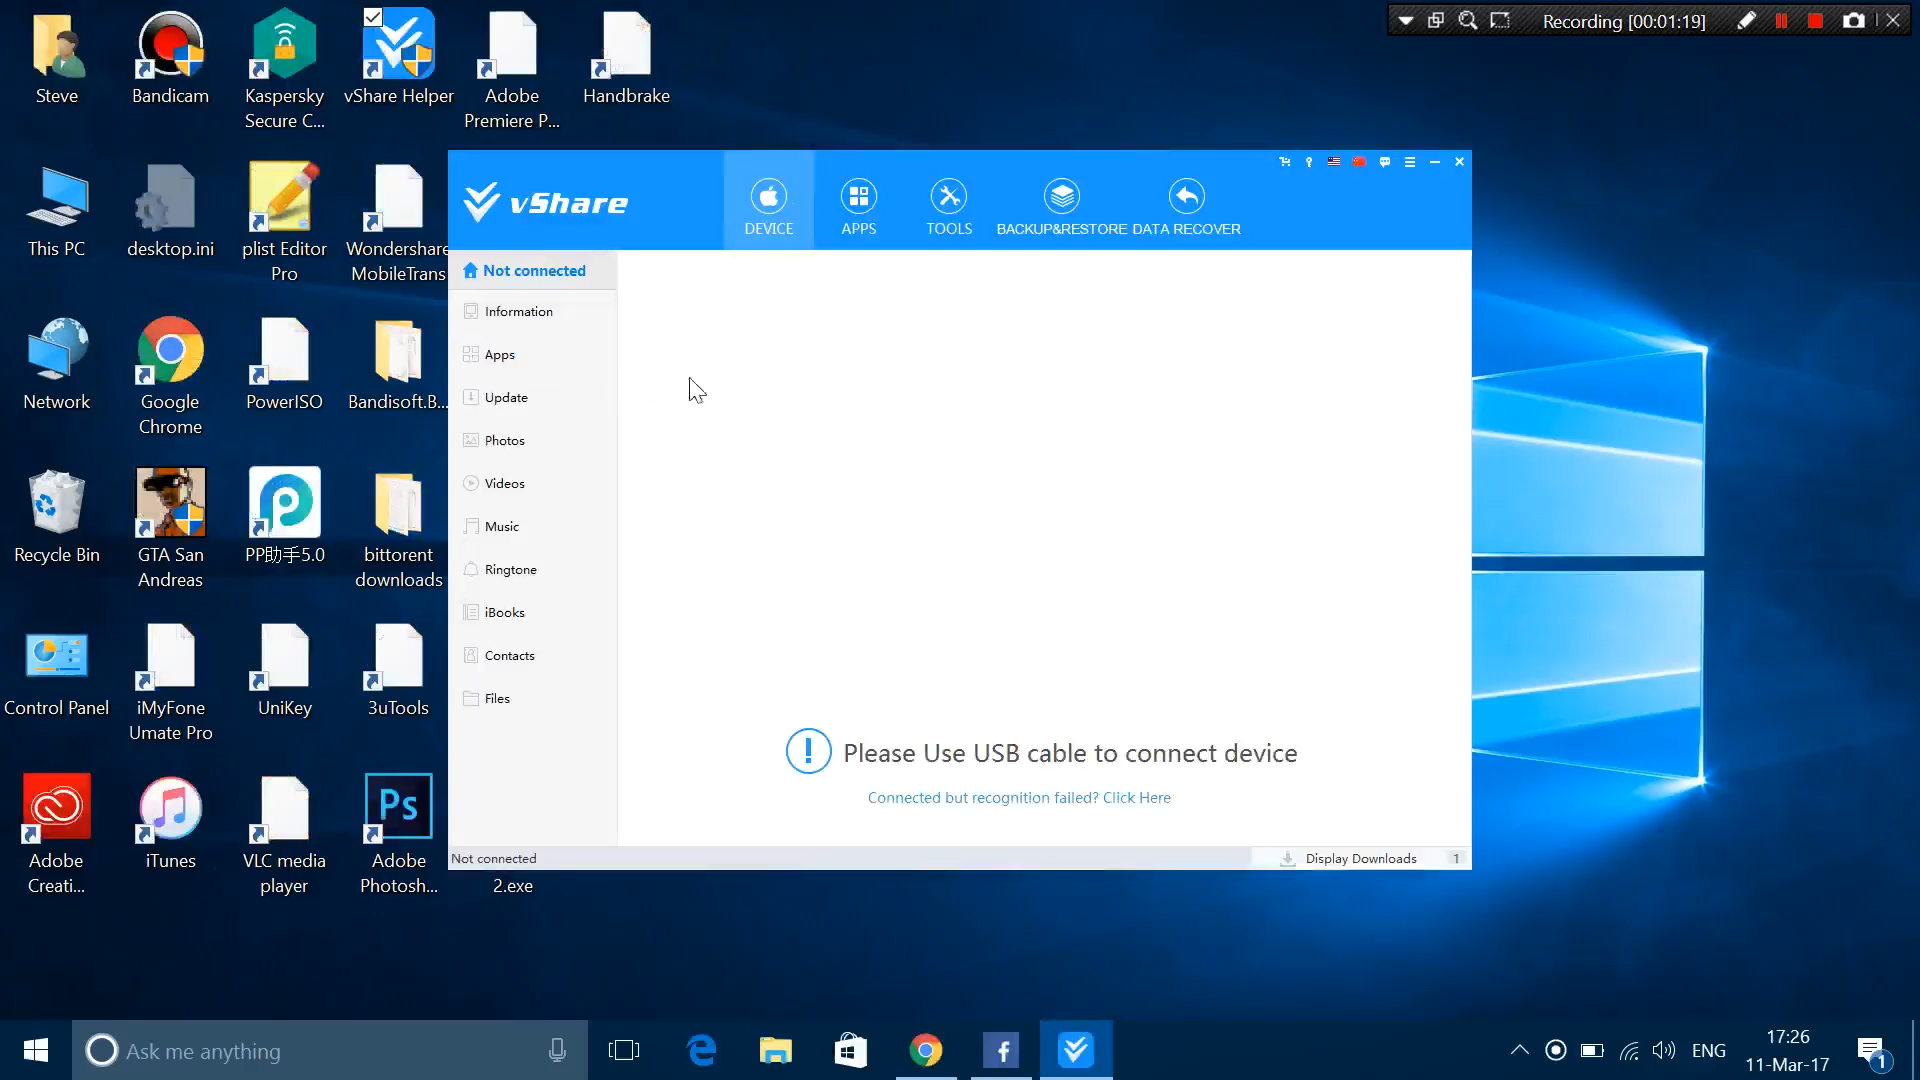 Recording [00:01:19]
Steve
Bandicam
Kaspersky
Secure C...
vShare Helper
Adobe
Premiere P...
Handbrake
This PC
desktop.ini
plist Editor
Pro
Wondershare
MobileTrans
Network
Google
Chrome
PowerISO
Bandisoft.B...
Recycle Bin
GTA San
Andreas
PP助手5.0
bittorent
downloads
Control Panel
iMyFone
Umate Pro
UniKey
3uTools
Adobe
Creati...
iTunes
VLC media
player
Ps
Adobe
Photosh...
2.exe
vShare
DEVICE
APPS
TOOLS
BACKUP&RESTORE
DATA RECOVER
Not connected
Information
Apps
Update
Photos
Videos
Music
Ringtone
iBooks
Contacts
Files
Please Use USB cable to connect device
Connected but recognition failed? Click Here
Not connected
Display Downloads
1
Ask me anything
ENG
17:26
11-Mar-17
1